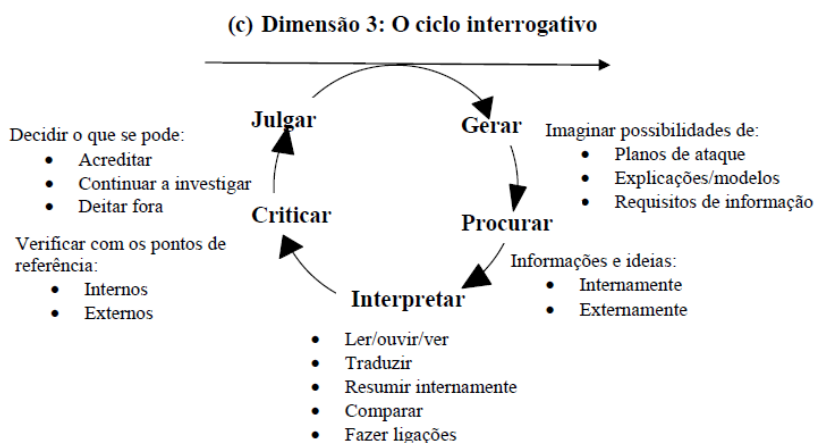 (c) Dimensão 3: O ciclo interrogativo
Julgar
Gerar
Decidir o que se pode:
• Acreditar
• Continuar a investigar
• Deitar fora
Imaginar possibilidades de:
• Planos de ataque
• Explicações/modelos
• Requisitos de informação
Criticar
Procurar
Verificar com os pontos de
referência:
• Internos
• Externos
Informações e ideias:
• Internamente
• Externamente
Interpretar
• Ler/ouvir/ver
• Traduzir
• Resumir internamente
• Comparar
• Fazer ligações